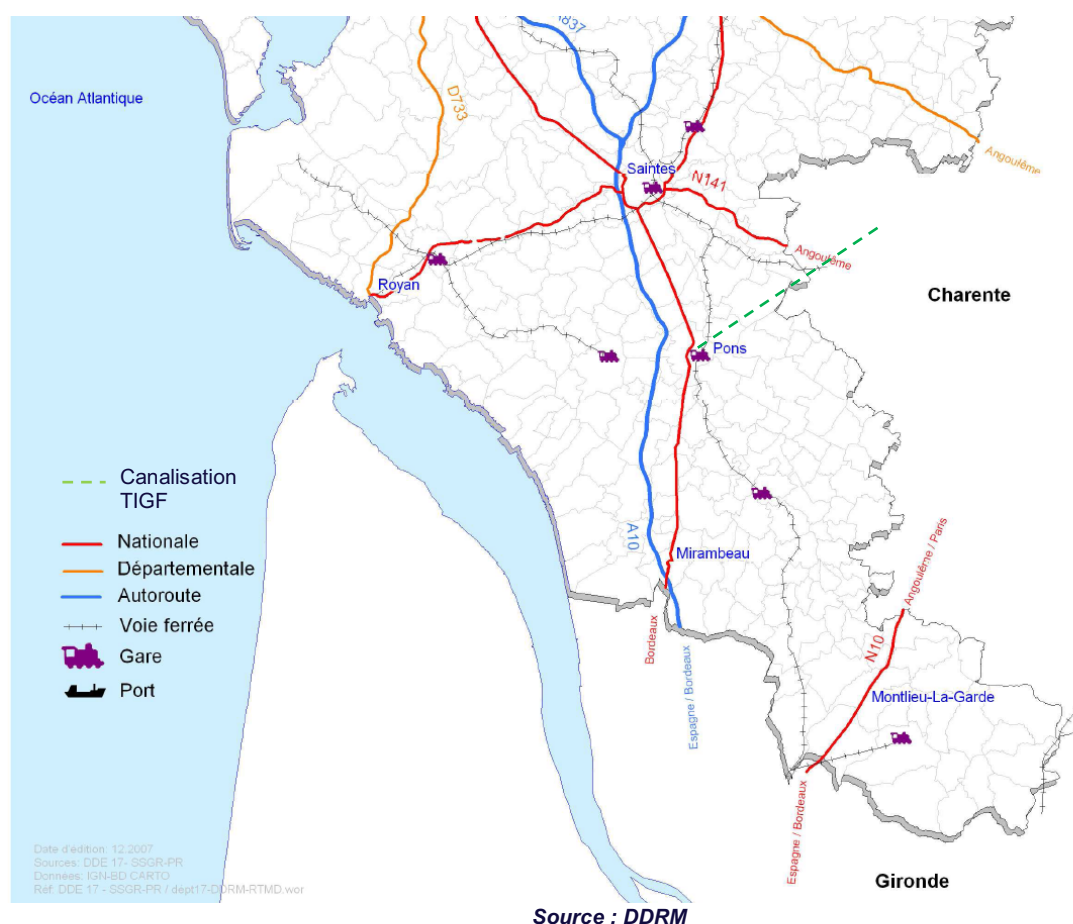 A837
D733
Océan Atlantique
Angoulême
Saintes
N141
Angoulême
Charente
Royan
Pons
Canalisation
TIGF
Nationale
Départementale
Autoroute
Voie ferrée
Gare
Port
A10
Mirambeau
Bordeaux
Espagne / Bordeaux
Angoulême / Paris
N10
Montlieu-La-Garde
Espagne / Bordeaux
Gironde
Date d'édition: 12.2007
Sources: DDE 17- SSGR-PR
Données: IGN-BD CARTO
Réf: DDE 17 - SSGR-PR / dept17-DDRM-RTMD.wor
Source : DDRM